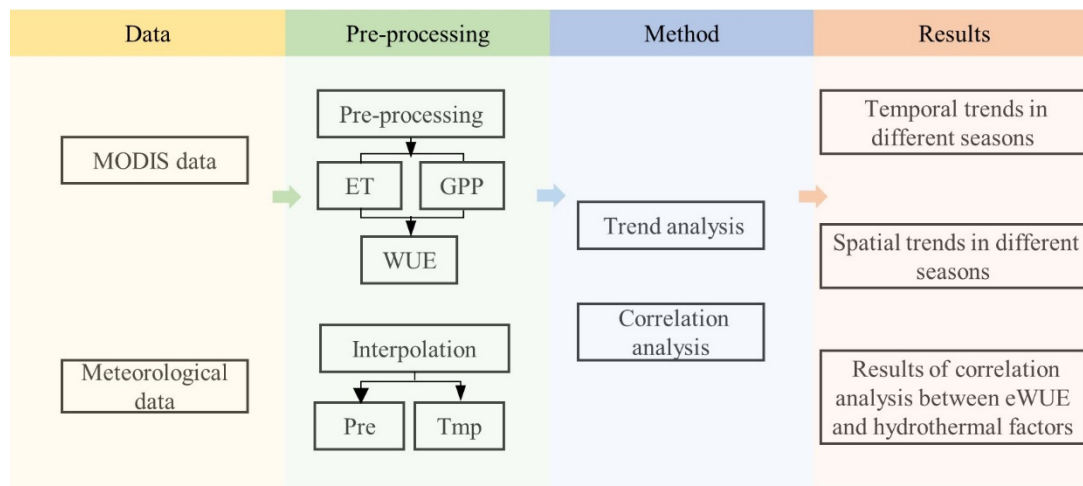 Data
Pre-processing
Method
Results
MODIS data
Meteorological
data
Pre-processing
ET
GPP
WUE
Interpolation
Pre
Tmp
Trend analysis
Correlation
analysis
Temporal trends in
different seasons
Spatial trends in different
seasons
Results of correlation
analysis between eWUE
and hydrothermal factors